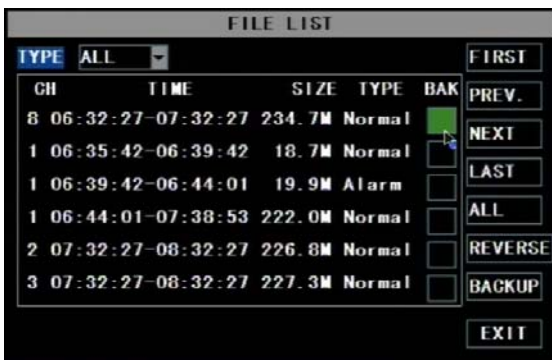 FILE LIST
TYPE ALL
CH TIME SIZE TYPE BAK
8 06:32:27-07:32:27 234.7M Normal
1 06:35:42-06:39:42 18.7M Normal
1 06:39:42-06:44:01 19.9M Alarm
1 06:44:01-07:38:53 222.0M Normal
2 07:32:27-08:32:27 226.8M Normal
3 07:32:27-08:32:27 227.3M Normal
FIRST
PREV.
NEXT
LAST
ALL
REVERSE
BACKUP
EXIT